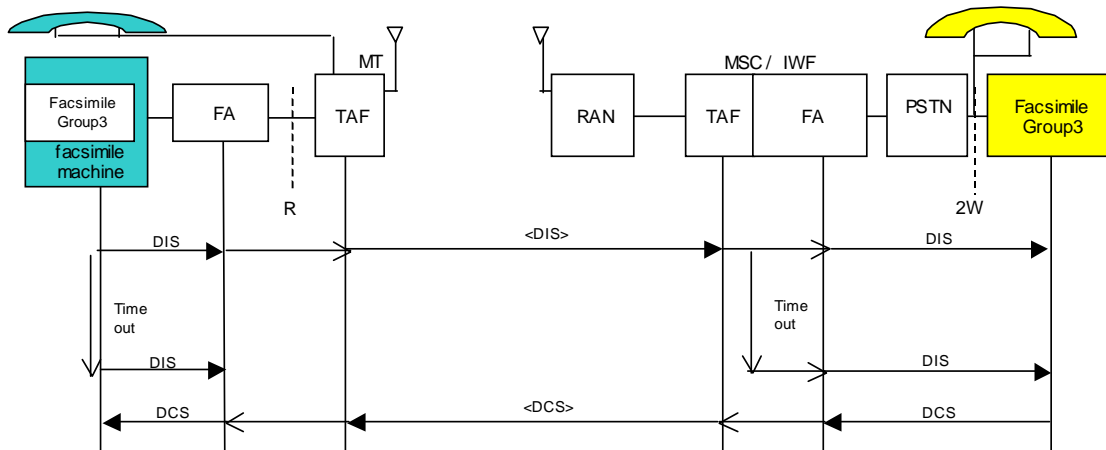 MT
MSC / IWF
Facsimile
Group3
facsimile
machine
FA
TAF
RAN
TAF
FA
PSTN
Facsimile
Group3
R
2W
DIS
<DIS>
DIS
Time
out
Time
out
DIS
DIS
DCS
<DCS>
DCS